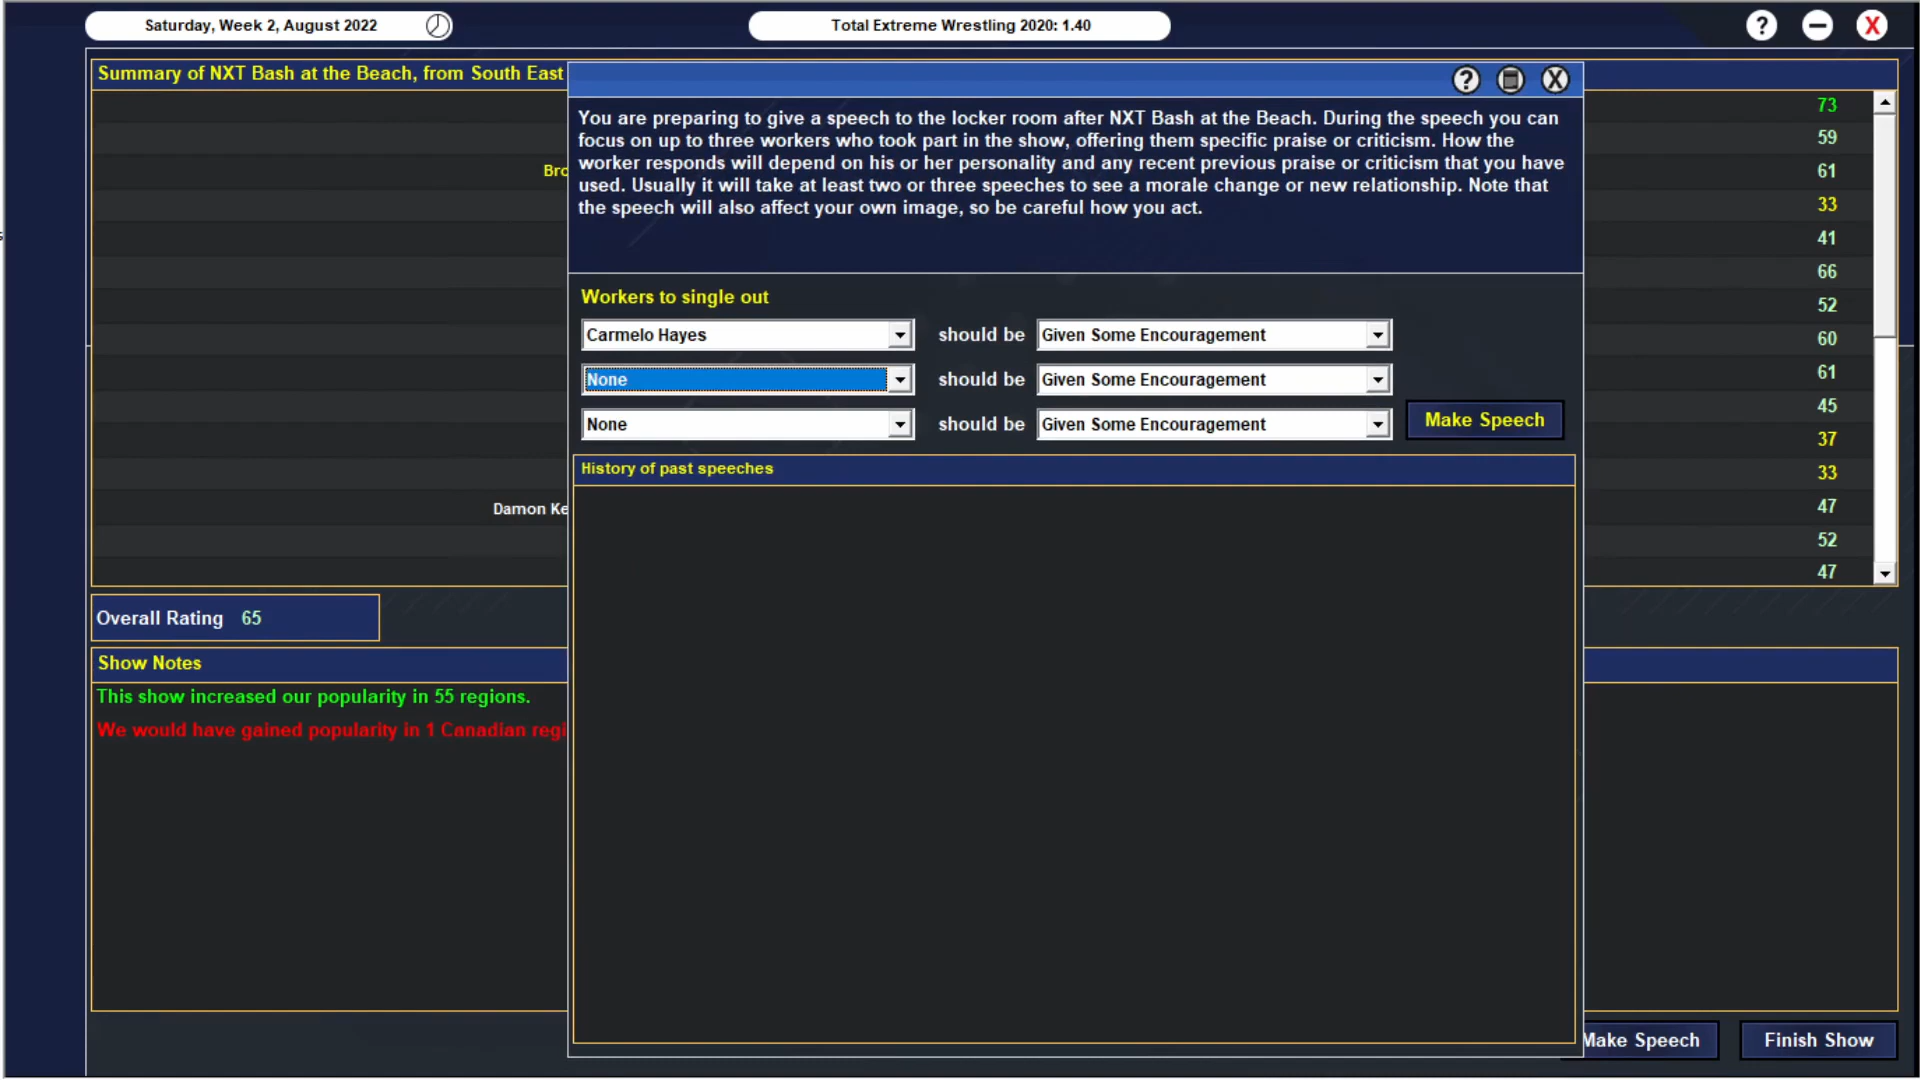 Saturday, Week 2, August 2022
Total Extreme Wrestling 2020: 1.40
?
X
Summary of NXT Bash at the Beach, from South East
?
X
You are preparing to give a speech to the locker room after NXT Bash at the Beach. During the speech you can
focus on up to three workers who took part in the show, offering them specific praise or criticism. How the
worker responds will depend on his or her personality and any recent previous praise or criticism that you have
used. Usually it will take at least two or three speeches to see a morale change or new relationship. Note that
the speech will also affect your own image, so be careful how you act.
Bro
Damon Ke
Workers to single out
Carmelo Hayes should be Given Some Encouragement
None should be Given Some Encouragement
None should be Given Some Encouragement
Make Speech
History of past speeches
73
59
61
33
41
66
52
60
61
45
37
33
47
52
47
Overall Rating 65
Show Notes
This show increased our popularity in 55 regions.
We would have gained popularity in 1 Canadian regi
Make Speech
Finish Show